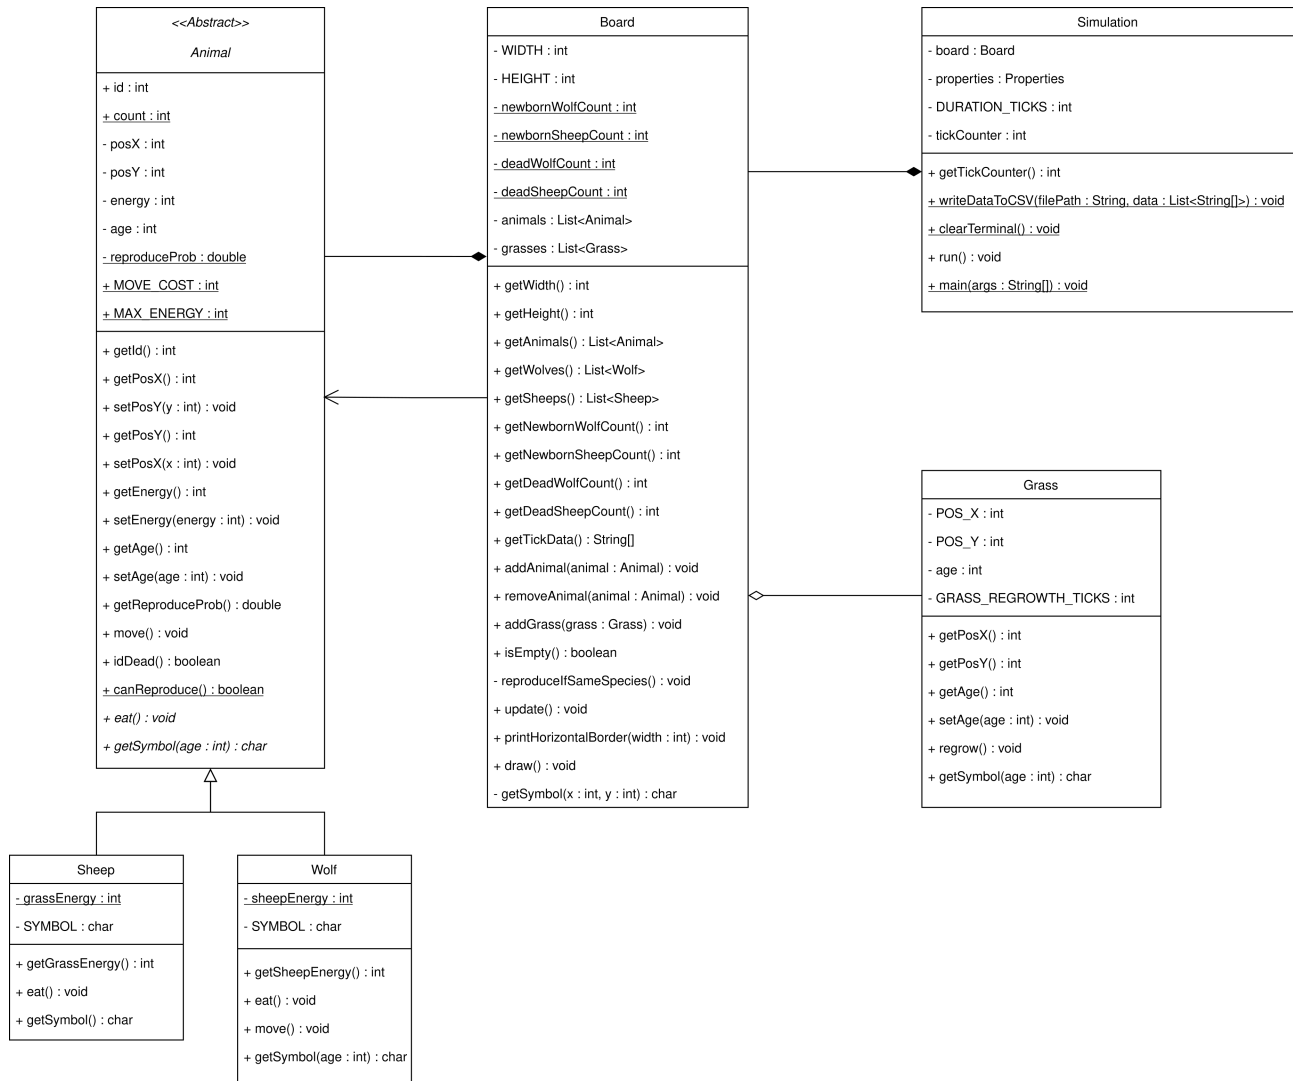 <<Abstract>>
Animal
+ id : int
+ count : int
- posX : int
- posY : int
- energy : int
- age : int
- reproduceProb : double
+ MOVE_COST : int
+ MAX_ENERGY : int
+ getId() : int
+ getPosX() : int
+ setPosY(y : int) : void
+ getPosY() : int
+ setPosX(x : int) : void
+ getEnergy() : int
+ setEnergy(energy : int) : void
+ getAge() : int
+ setAge(age : int) : void
+ getReproduceProb() : double
+ move() : void
+ idDead() : boolean
+ canReproduce() : boolean
+ eat() : void
+ getSymbol(age : int) : char
Board
- WIDTH : int
- HEIGHT : int
- newbornWolfCount : int
- newbornSheepCount : int
- deadWolfCount : int
- deadSheepCount : int
- animals : List<Animal>
- grasses : List<Grass>
+ getWidth() : int
+ getHeight() : int
+ getAnimals() : List<Animal>
+ getWolves() : List<Wolf>
+ getSheeps() : List<Sheep>
+ getNewbornWolfCount() : int
+ getNewbornSheepCount() : int
+ getDeadWolfCount() : int
+ getDeadSheepCount() : int
+ getTickData() : String[]
+ addAnimal(animal : Animal) : void
+ removeAnimal(animal : Animal) : void
+ addGrass(grass : Grass) : void
+ isEmpty() : boolean
- reproduceIfSameSpecies() : void
+ update() : void
+ printHorizontalBorder(width : int) : void
+ draw() : void
- getSymbol(x : int, y : int) : char
Simulation
- board : Board
- properties : Properties
- DURATION_TICKS : int
- tickCounter : int
+ getTickCounter() : int
+ writeDataToCSV(filePath : String, data : List<String[]>) : void
+ clearTerminal() : void
+ run() : void
+ main(args : String[]) : void
Grass
- POS_X : int
- POS_Y : int
- age : int
- GRASS_REGROWTH_TICKS : int
+ getPosX() : int
+ getPosY() : int
+ getAge() : int
+ setAge(age : int) : void
+ regrow() : void
+ getSymbol(age : int) : char
Sheep
- grassEnergy : int
- SYMBOL : char
+ getGrassEnergy() : int
+ eat() : void
+ getSymbol() : char
Wolf
- sheepEnergy : int
- SYMBOL : char
+ getSheepEnergy() : int
+ eat() : void
+ move() : void
+ getSymbol(age : int) : char